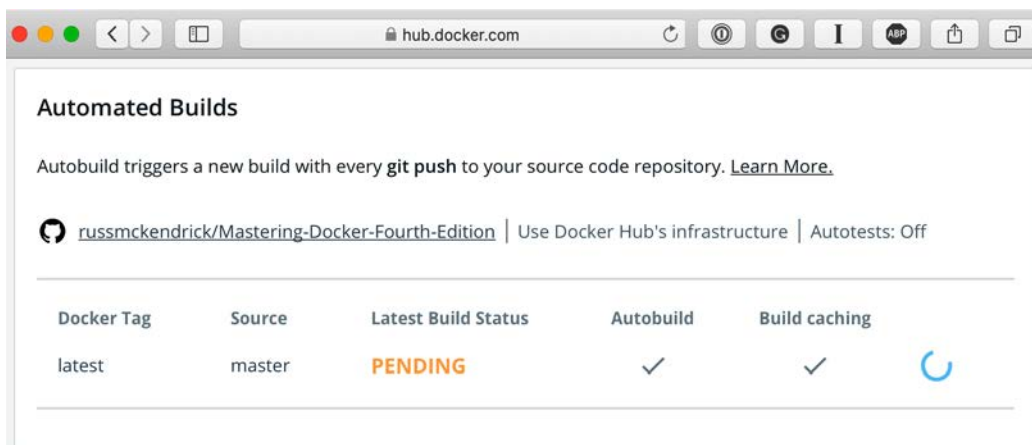 hub.docker.com
ABP
Automated Builds
Autobuild triggers a new build with every git push to your source code repository. Learn More.
russmckendrick/Mastering-Docker-Fourth-Edition | Use Docker Hub's infrastructure | Autotests: Off
Docker Tag Source Latest Build Status Autobuild Build caching
latest master PENDING